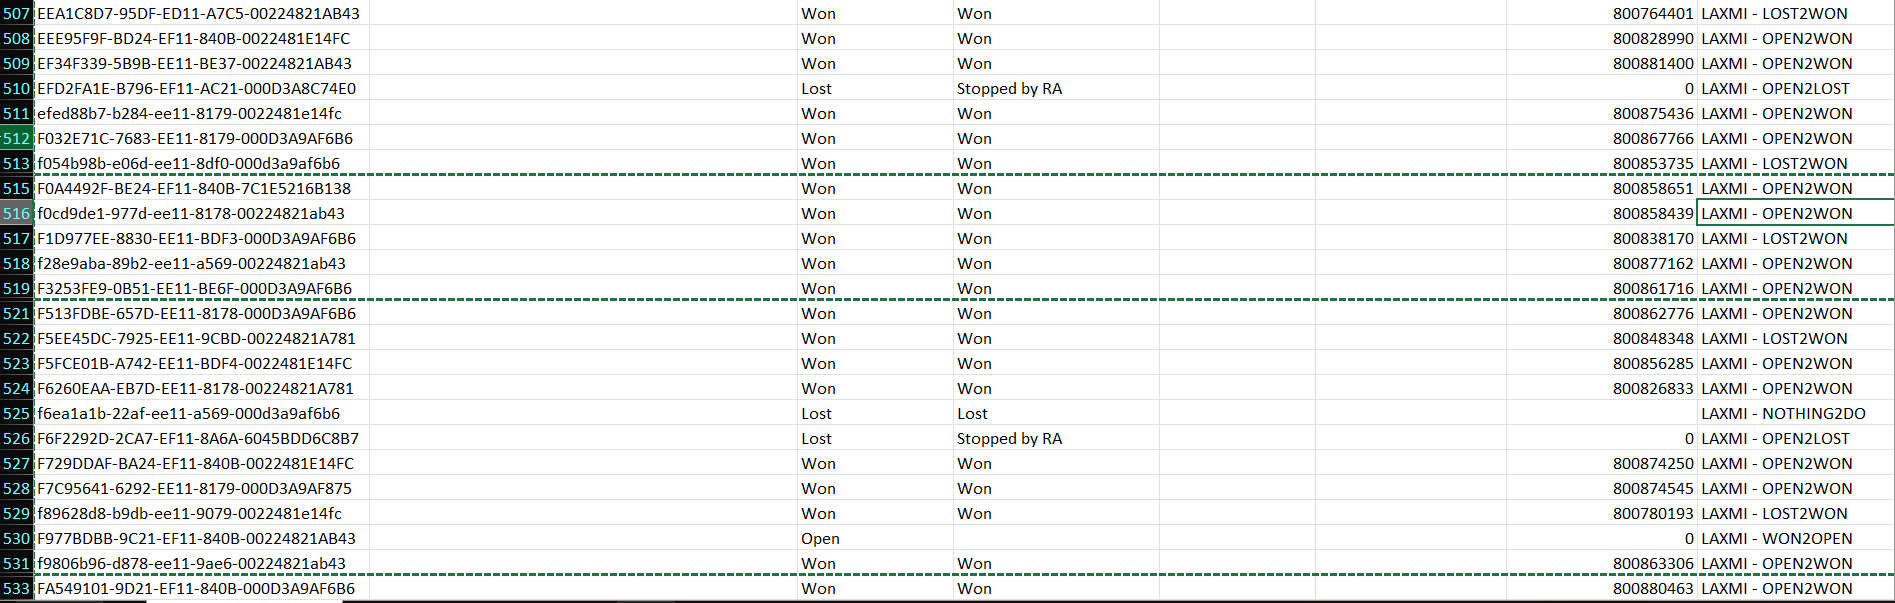 507 EEA1C8D7-95DF-ED11-A7C5-00224821AB43 Won Won 800764401 LAXMI - LOST2WON
508 EEE95F9F-BD24-EF11-840B-0022481E14FC Won Won 800828990 LAXMI - OPEN2WON
509 EF34F339-5B9B-EE11-BE37-00224821AB43 Won Won 800881400 LAXMI - OPEN2WON
510 EFD2FA1E-B796-EF11-AC21-000D3A8C74E0 Lost Stopped by RA 0 LAXMI - OPEN2LOST
511 efed88b7-b284-ee11-8179-0022481e14fc Won Won 800875436 LAXMI - OPEN2WON
512 F032E71C-7683-EE11-8179-000D3A9AF6B6 Won Won 800867766 LAXMI - OPEN2WON
513 f054b98b-e06d-ee11-8df0-000d3a9af6b6 Won Won 800853735 LAXMI - LOST2WON
515 F0A4492F-BE24-EF11-840B-7C1E5216B138 Won Won 800858651 LAXMI - OPEN2WON
516 f0cd9de1-977d-ee11-8178-00224821ab43 Won Won 800858439 LAXMI - OPEN2WON
517 F1D977EE-8830-EE11-BDF3-000D3A9AF6B6 Won Won 800838170 LAXMI - LOST2WON
518 f28e9aba-89b2-ee11-a569-00224821ab43 Won Won 800877162 LAXMI - OPEN2WON
519 F3253FE9-0B51-EE11-BE6F-000D3A9AF6B6 Won Won 800861716 LAXMI - OPEN2WON
521 F513FDBE-657D-EE11-8178-000D3A9AF6B6 Won Won 800862776 LAXMI - OPEN2WON
522 F5EE45DC-7925-EE11-9CBD-00224821A781 Won Won 800848348 LAXMI - LOST2WON
523 F5FCE01B-A742-EE11-BDF4-0022481E14FC Won Won 800856285 LAXMI - OPEN2WON
524 F6260EAA-EB7D-EE11-8178-00224821A781 Won Won 800826833 LAXMI - OPEN2WON
525 f6ea1a1b-22af-ee11-a569-000d3a9af6b6 Lost Lost LAXMI - NOTHING2DO
526 F6F2292D-2CA7-EF11-8A6A-6045BDD6C8B7 Lost Stopped by RA 0 LAXMI - OPEN2LOST
527 F729DDAF-BA24-EF11-840B-0022481E14FC Won Won 800874250 LAXMI - OPEN2WON
528 F7C95641-6292-EE11-8179-000D3A9AF875 Won Won 800874545 LAXMI - OPEN2WON
529 f89628d8-b9db-ee11-9079-0022481e14fc Won Won 800780193 LAXMI - LOST2WON
530 F977BDBB-9C21-EF11-840B-00224821AB43 Open 0 LAXMI - WON2OPEN
531 f9806b96-d878-ee11-9ae6-00224821ab43 Won Won 800863306 LAXMI - OPEN2WON
533 FA549101-9D21-EF11-840B-000D3A9AF6B6 Won Won 800880463 LAXMI - OPEN2WON